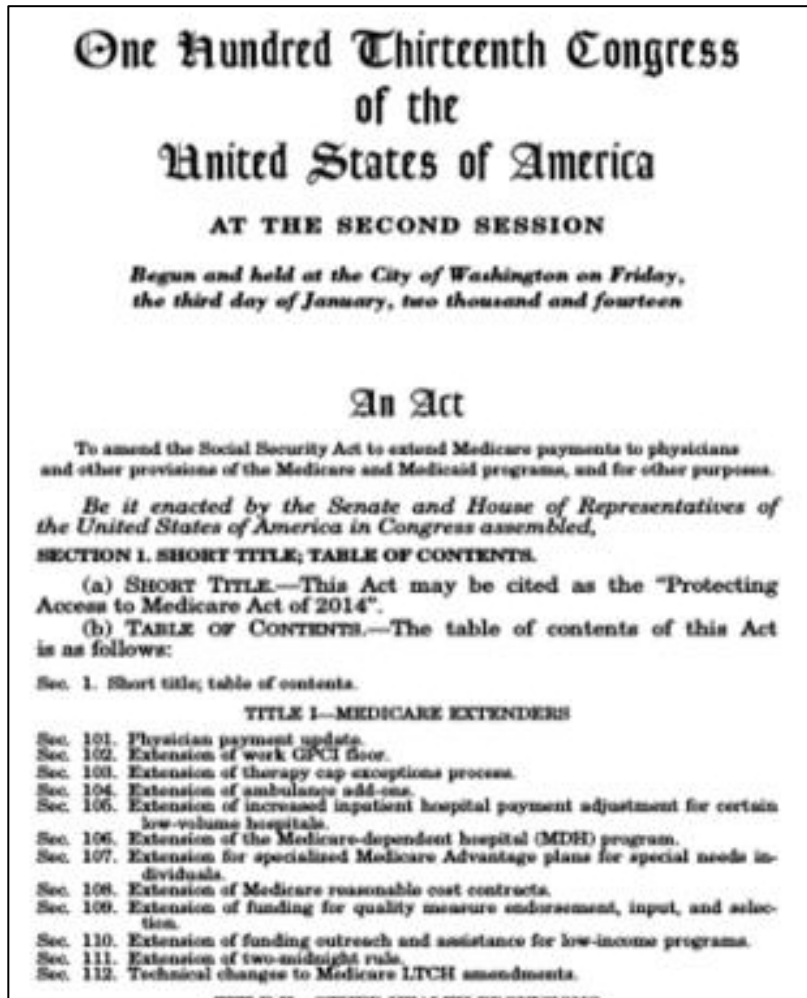 One Hundred Thirteenth Congress
of the
United States of America
AT THE SECOND SESSION
Begun and held at the City of Washington on Friday,
the third day of January, two thousand and fourteen
An Act
To amend the Social Security Act to extend Medicare payments to physicians
and other provisions of the Medicare and Medicaid programs, and for other purposes.
Be it enacted by the Senate and House of Representatives of
the United States of America in Congress assembled,
SECTION 1. SHORT TITLE; TABLE OF CONTENTS.
(a) SHORT TITLE.—This Act may be cited as the “Protecting
Access to Medicare Act of 2014”.
(b) TABLE OF CONTENTS.—The table of contents of this Act
is as follows:
Sec. 1. Short title; table of contents.
TITLE I—MEDICARE EXTENDERS
Sec. 101. Physician payment update.
Sec. 102. Extension of work GPCI floor.
Sec. 103. Extension of therapy cap exceptions process.
Sec. 104. Extension of ambulance add-ons.
Sec. 105. Extension of increased inpatient hospital payment adjustment for certain
low-volume hospitals.
Sec. 106. Extension of the Medicare-dependent hospital (MDH) program.
Sec. 107. Extension for specialized Medicare Advantage plans for special needs in-
dividuals.
Sec. 108. Extension of Medicare reasonable cost contracts.
Sec. 109. Extension of funding for quality measure endorsement, input, and selec-
tion.
Sec. 110. Extension of funding outreach and assistance for low-income programs.
Sec. 111. Extension of two-midnight rule.
Sec. 112. Technical changes to Medicare LTCH amendments.